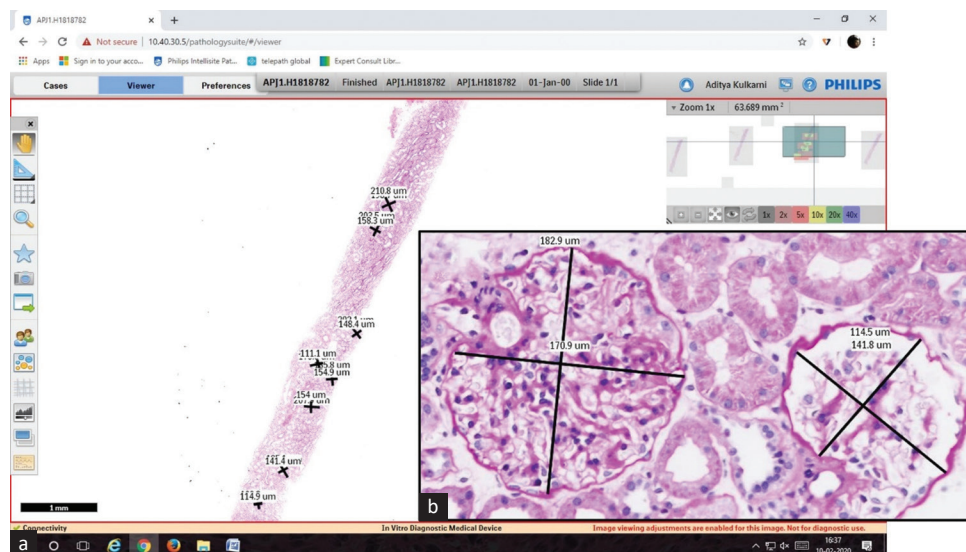 APJ1.H1818782
Not secure | 10.40.30.5/pathologysuite/#/viewer
Apps Sign in to your acco... Philips Intellisite Pat... telepath global Expert Consult Libr...
Cases Viewer Preferences APJ1.H1818782 Finished APJ1.H1818782 APJ1.H1818782 01-Jan-00 Slide 1/1 Aditya Kulkarni PHILIPS
Zoom 1x 63.689 mm²
1x 2x 5x 10x 20x 40x
210.8 um
158.3 um
148.4 um
111.1 um
154.9 um
154 um
141.4 um
114.9 um
1 mm
182.9 um
170.9 um
114.5 um
141.8 um
b
Connectivity In Vitro Diagnostic Medical Device Image viewing adjustments are enabled for this image. Not for diagnostic use.
a
16:37
10-02-2020